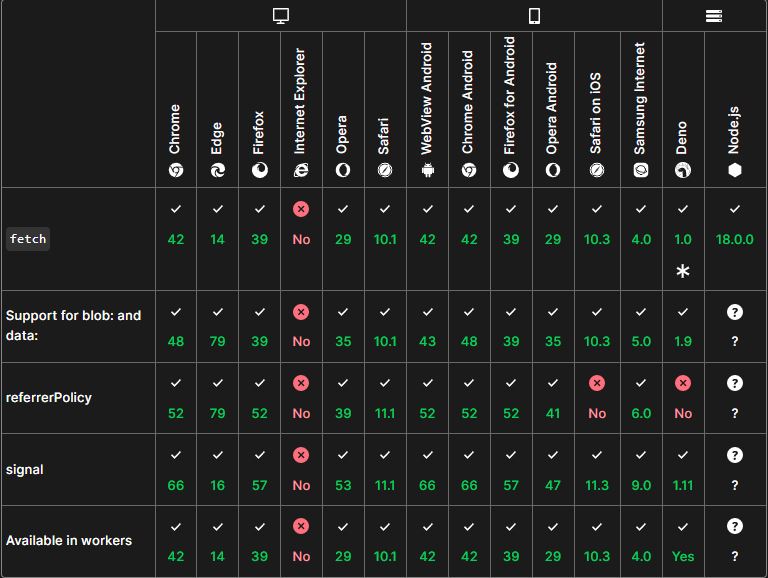 Chrome Edge Firefox Internet Explorer Opera Safari WebView Android Chrome Android Firefox for Android Opera Android Safari on iOS Samsung Internet Deno Node.js
fetch 42 14 39 No 29 10.1 42 42 39 29 10.3 4.0 1.0 18.0.0
*
Support for blob: and
data: 48 79 39 No 35 10.1 43 48 39 35 10.3 5.0 1.9 ?
referrerPolicy 52 79 52 No 39 11.1 52 52 52 41 No 6.0 No ?
signal 66 16 57 No 53 11.1 66 66 57 47 11.3 9.0 1.11 ?
Available in workers 42 14 39 No 29 10.1 42 42 39 29 10.3 4.0 Yes ?